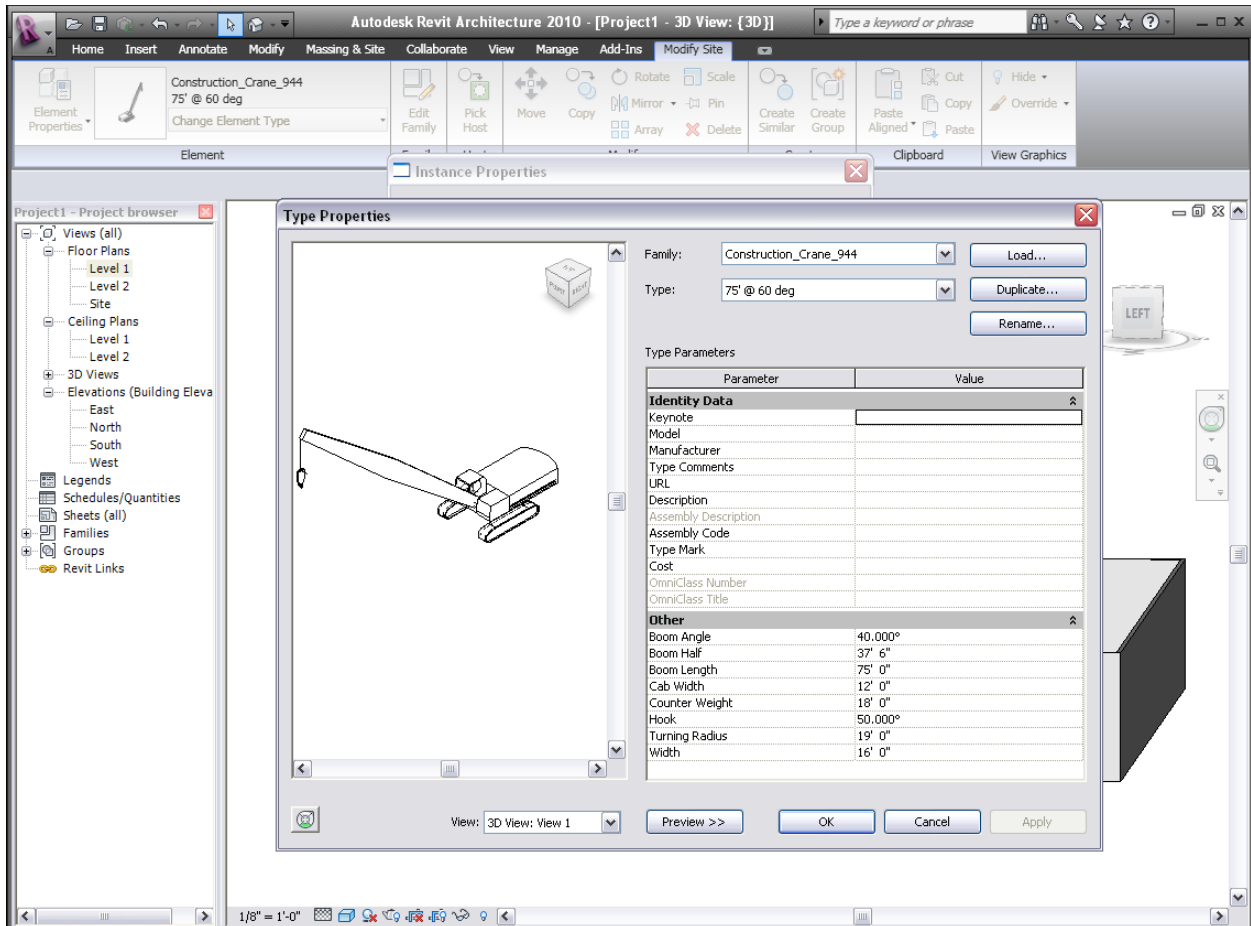 Autodesk Revit Architecture 2010 - [Project1 - 3D View: {3D}]
Type a keyword or phrase
Home Insert Annotate Modify Massing & Site Collaborate View Manage Add-Ins Modify Site
Construction_Crane_944
75' @ 60 deg
Change Element Type
Element
Properties
Edit
Family
Pick
Host
Move
Copy
Rotate Scale
Mirror Pin
Array Delete
Create
Similar
Create
Group
Paste
Aligned
Cut
Copy
Paste
Hide
Override
Element
Clipboard
View Graphics
Instance Properties
Project1 - Project browser
Views (all)
Floor Plans
Level 1
Level 2
Site
Ceiling Plans
Level 1
Level 2
3D Views
Elevations (Building Eleva
East
North
South
West
Legends
Schedules/Quantities
Sheets (all)
Families
Groups
Revit Links
Type Properties
Family: Construction_Crane_944 Load...
Type: 75' @ 60 deg Duplicate...
Rename...
Type Parameters
Parameter Value
Identity Data
Keynote
Model
Manufacturer
Type Comments
URL
Description
Assembly Description
Assembly Code
Type Mark
Cost
OmniClass Number
OmniClass Title
Other
Boom Angle 40.000°
Boom Half 37' 6"
Boom Length 75' 0"
Cab Width 12' 0"
Counter Weight 18' 0"
Hook 50.000°
Turning Radius 19' 0"
Width 16' 0"
View: 3D View: View 1 Preview >> OK Cancel Apply
LEFT
1/8" = 1'-0"